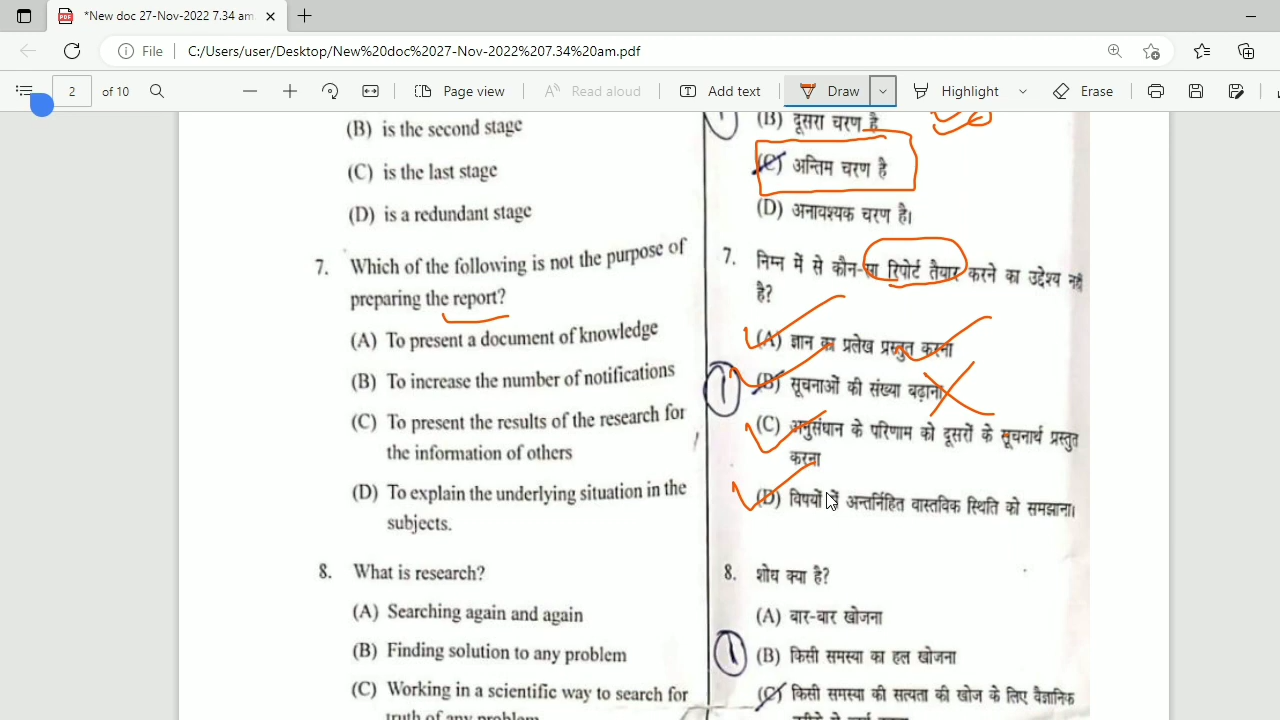 *New doc 27-Nov-2022 7.34 am
File
C:/Users/user/Desktop/New%20doc%2027-Nov-2022%207.34%20am.pdf
2
of 10
Page view
Read aloud
Add text
Draw
Highlight
Erase
(B) is the second stage
(C) is the last stage
(D) is a redundant stage
7. Which of the following is not the purpose of
preparing the report?
(A) To present a document of knowledge
(B) To increase the number of notifications
(C) To present the results of the research for
the information of others
(D) To explain the underlying situation in the
subjects.
8. What is research?
(A) Searching again and again
(B) Finding solution to any problem
(C) Working in a scientific way to search for
truth of any problem
(B) दूसरा चरण है
(C) अन्तिम चरण है
(D) अनावश्यक चरण है।
7. निम्न में से कौन-सा रिपोर्ट तैयार करने का उद्देश्य नहीं
है?
(A) ज्ञान का प्रलेख प्रस्तुत करना
(B) सूचनाओं की संख्या बढ़ाना
(C) अनुसंधान के परिणाम को दूसरों के सूचनार्थ प्रस्तुत
करना
(D) विषयों में अन्तर्निहित वास्तविक स्थिति को समझाना।
8. शोध क्या है?
(A) बार-बार खोजना
(B) किसी समस्या का हल खोजना
(C) किसी समस्या की सत्यता की खोज के लिए वैज्ञानिक